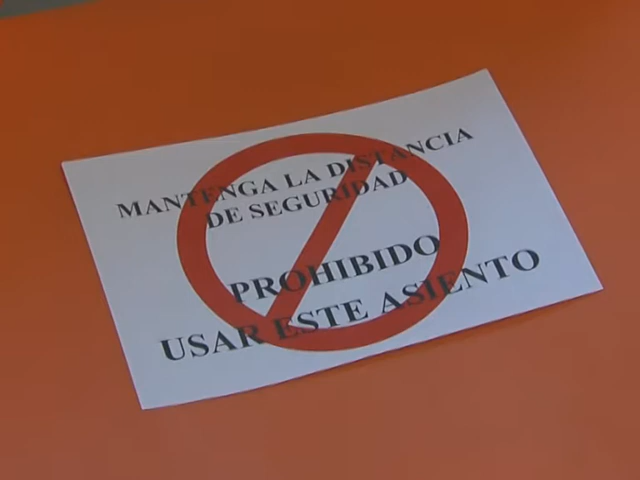 MANTENGA LA DISTANCIA
DE SEGURIDAD
PROHIBIDO
USAR ESTE ASIENTO